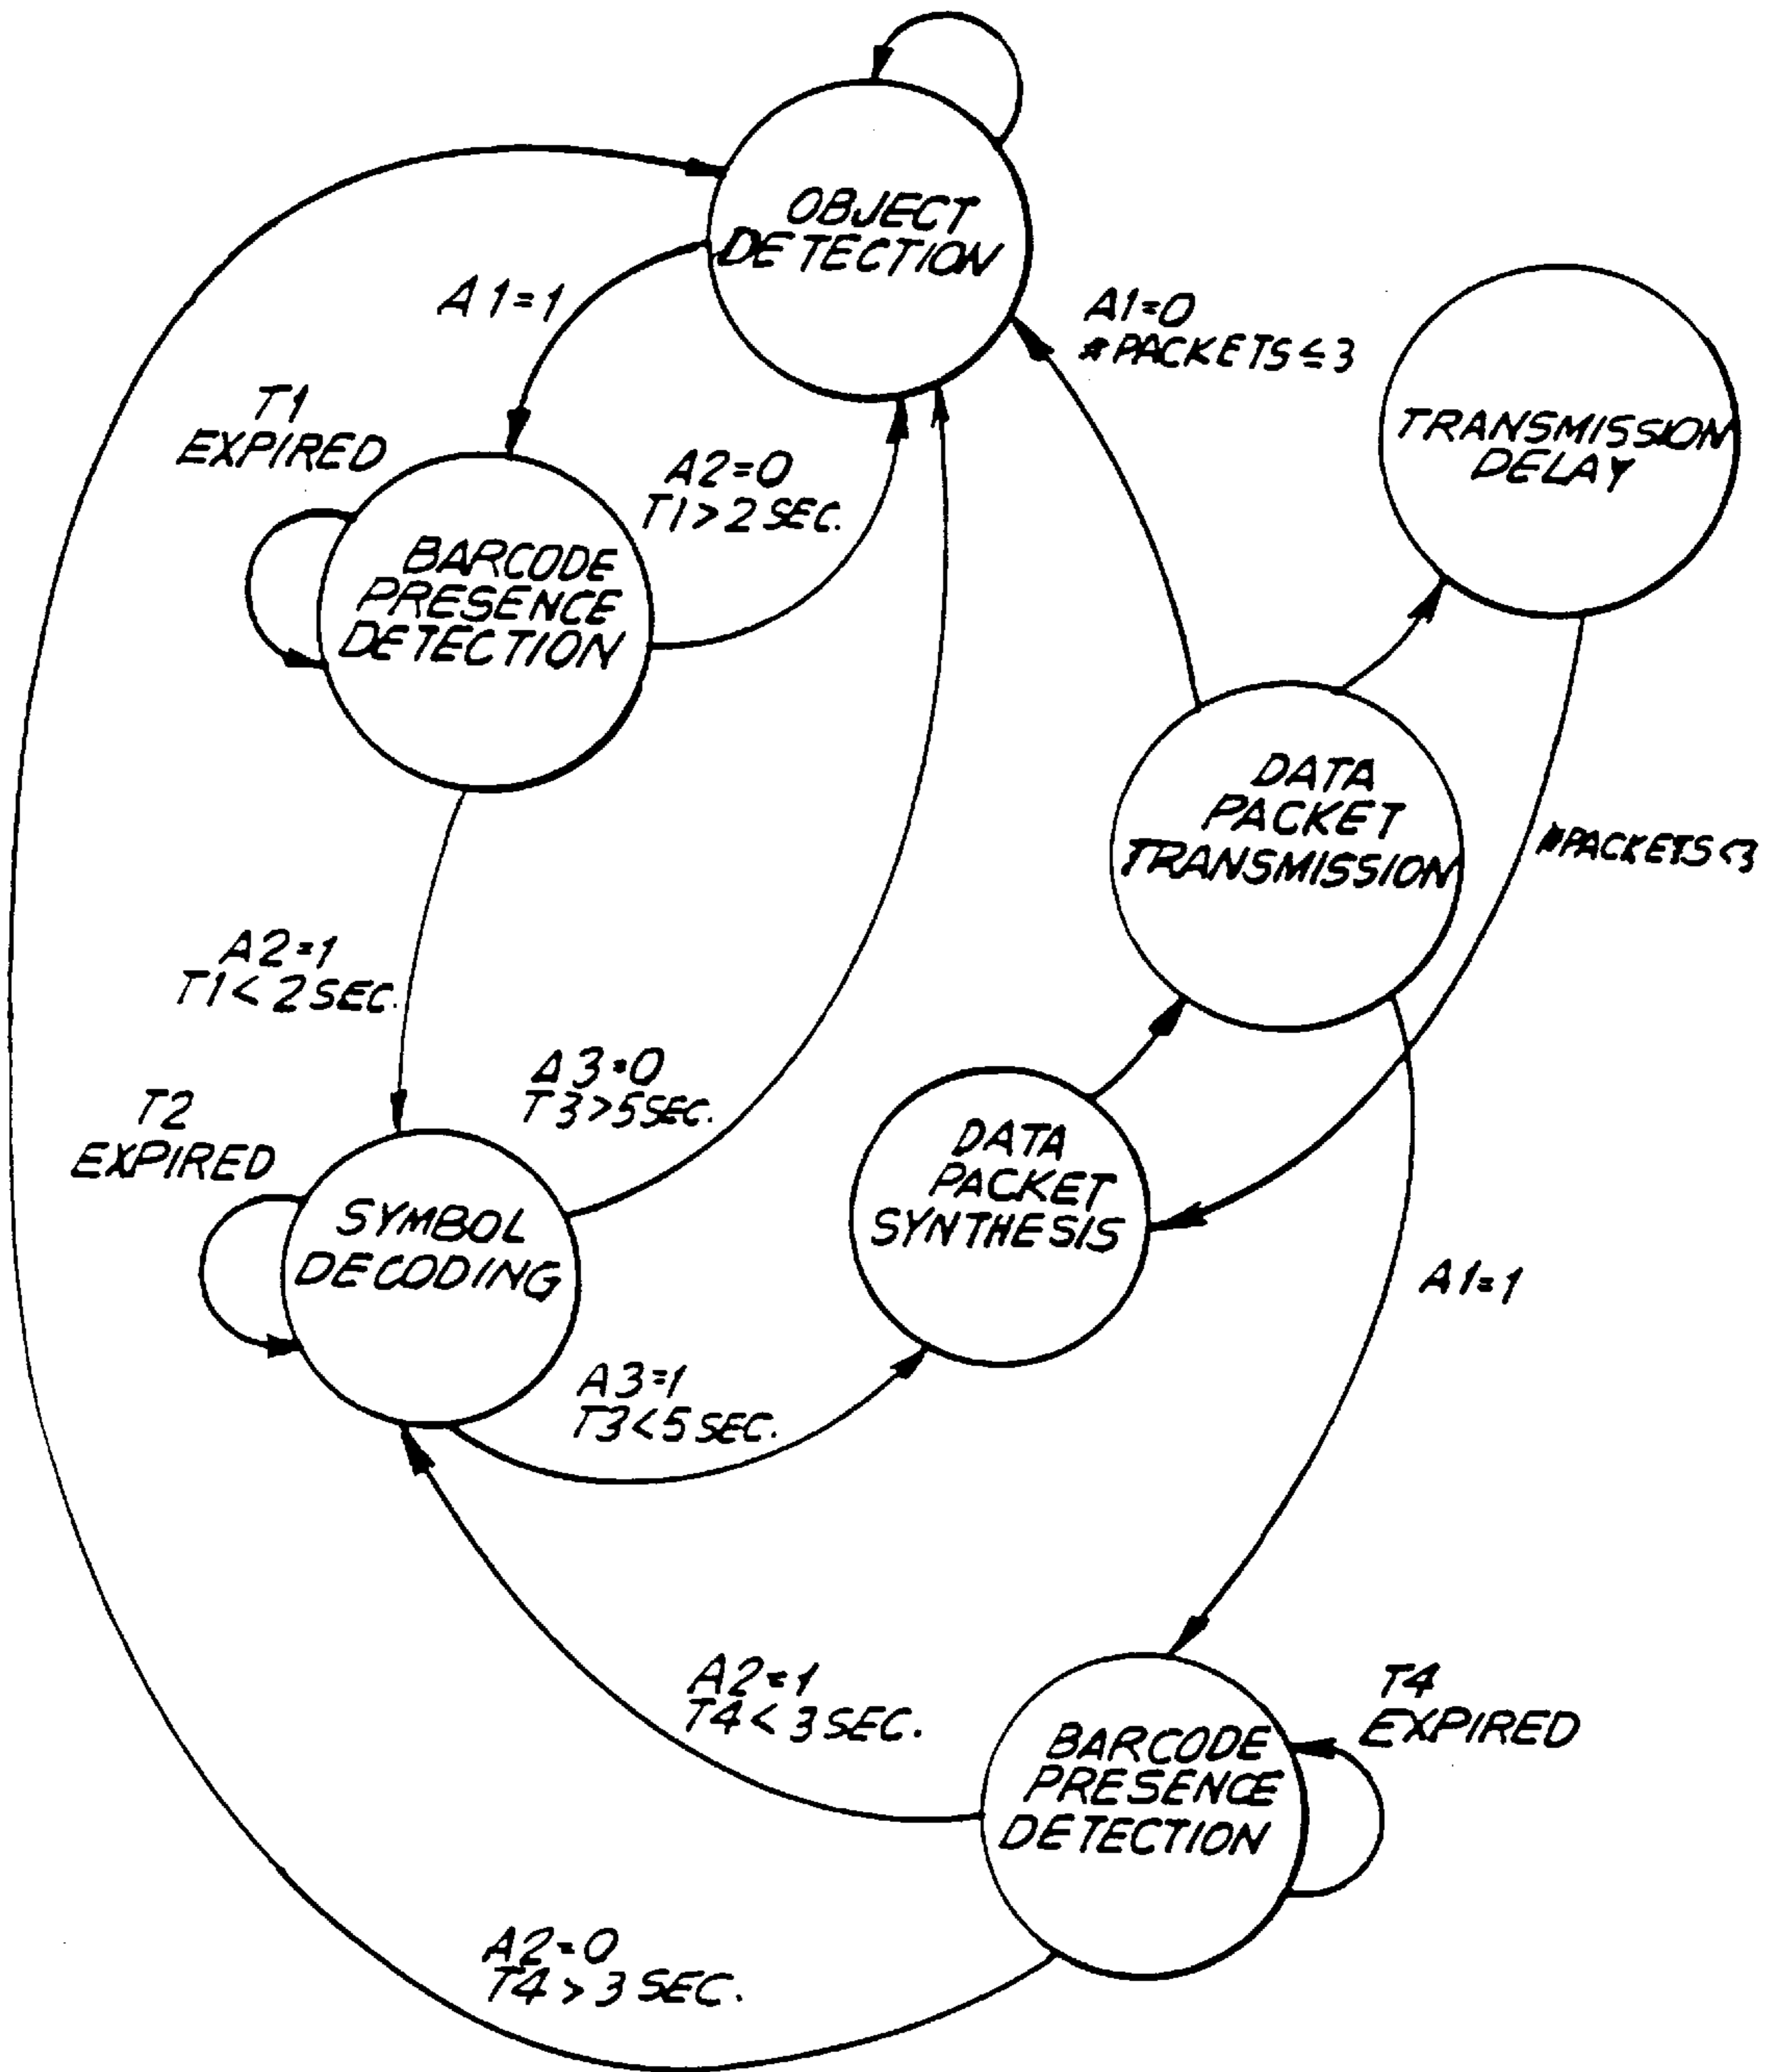 OBJECT
DETECTION
A1=1
A1=0
# PACKETS ≤ 3
TRANSMISSION
DELAY
T1
EXPIRED
A2=0
T1 > 2 SEC.
BARCODE
PRESENCE
DETECTION
DATA
PACKET
TRANSMISSION
#PACKETS <3
A2=1
T1 < 2 SEC.
A3=0
T3 >5 SEC.
T2
EXPIRED
DATA
PACKET
SYNTHESIS
SYMBOL
DECODING
A1=1
A3=1
T3 <5 SEC.
A2=1
T4 < 3 SEC.
T4
EXPIRED
BARCODE
PRESENCE
DETECTION
A2=0
T4 > 3 SEC.